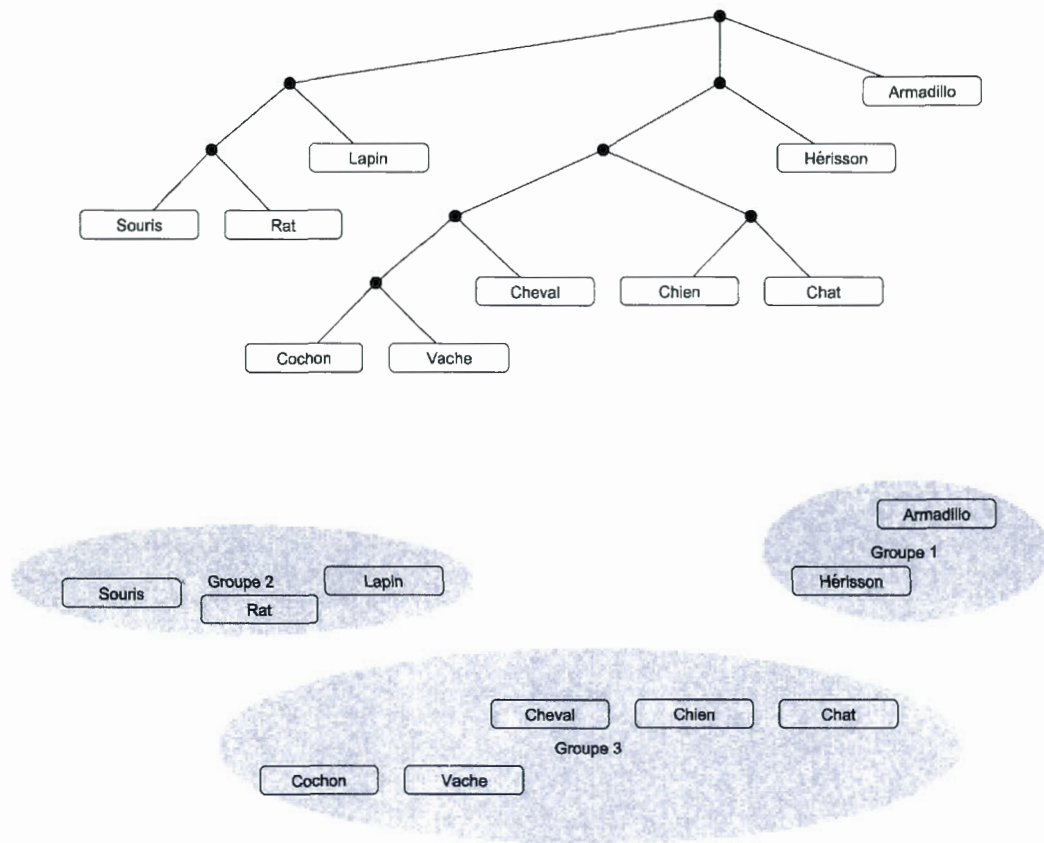 Armadillo
Lapin
Hérisson
Souris
Rat
Cheval
Chien
Chat
Cochon
Vache
Armadillo
Groupe 1
Hérisson
Groupe 2
Lapin
Souris
Rat
Cheval
Chien
Chat
Groupe 3
Cochon
Vache